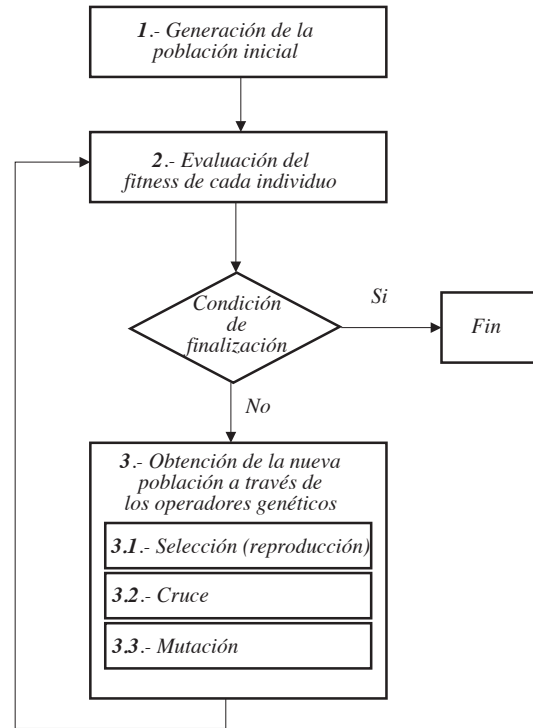 1.- Generación de la
población inicial
2.- Evaluación del
fitness de cada individuo
Condición
de
finalización
Si
Fin
No
3.- Obtención de la nueva
población a través de
los operadores genéticos
3.1.- Selección (reproducción)
3.2.- Cruce
3.3.- Mutación